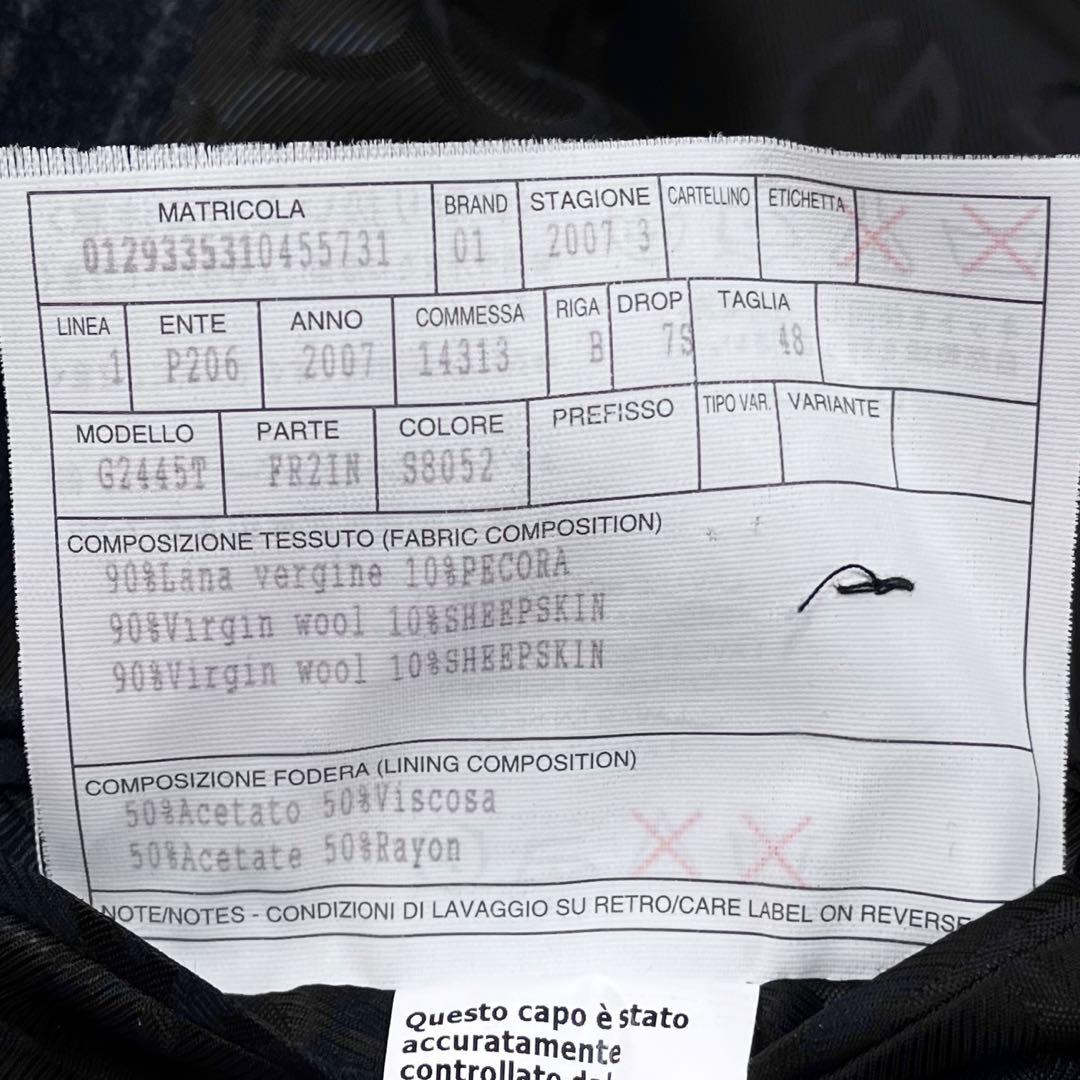 MATRICOLA BRAND STAGIONE CARTELLINO ETICHETTA
0129335310455731 01 2007 3
LINEA ENTE ANNO COMMESSA RIGA DROP TAGLIA
1 P206 2007 14313 B 7S 48
MODELLO PARTE COLORE PREFISSO TIPO VAR. VARIANTE
G2445T FR2IN S8052
COMPOSIZIONE TESSUTO (FABRIC COMPOSITION)
90%Lana vergine 10%PECORA
90%Virgin wool 10%SHEEPSKIN
90%Virgin wool 10%SHEEPSKIN
COMPOSIZIONE FODERA (LINING COMPOSITION)
50%Acetato 50%Viscosa
50%Acetate 50%Rayon
NOTE/NOTES - CONDIZIONI DI LAVAGGIO SU RETRO/CARE LABEL ON REVERSE
Questo capo è stato
accuratamente
controllato